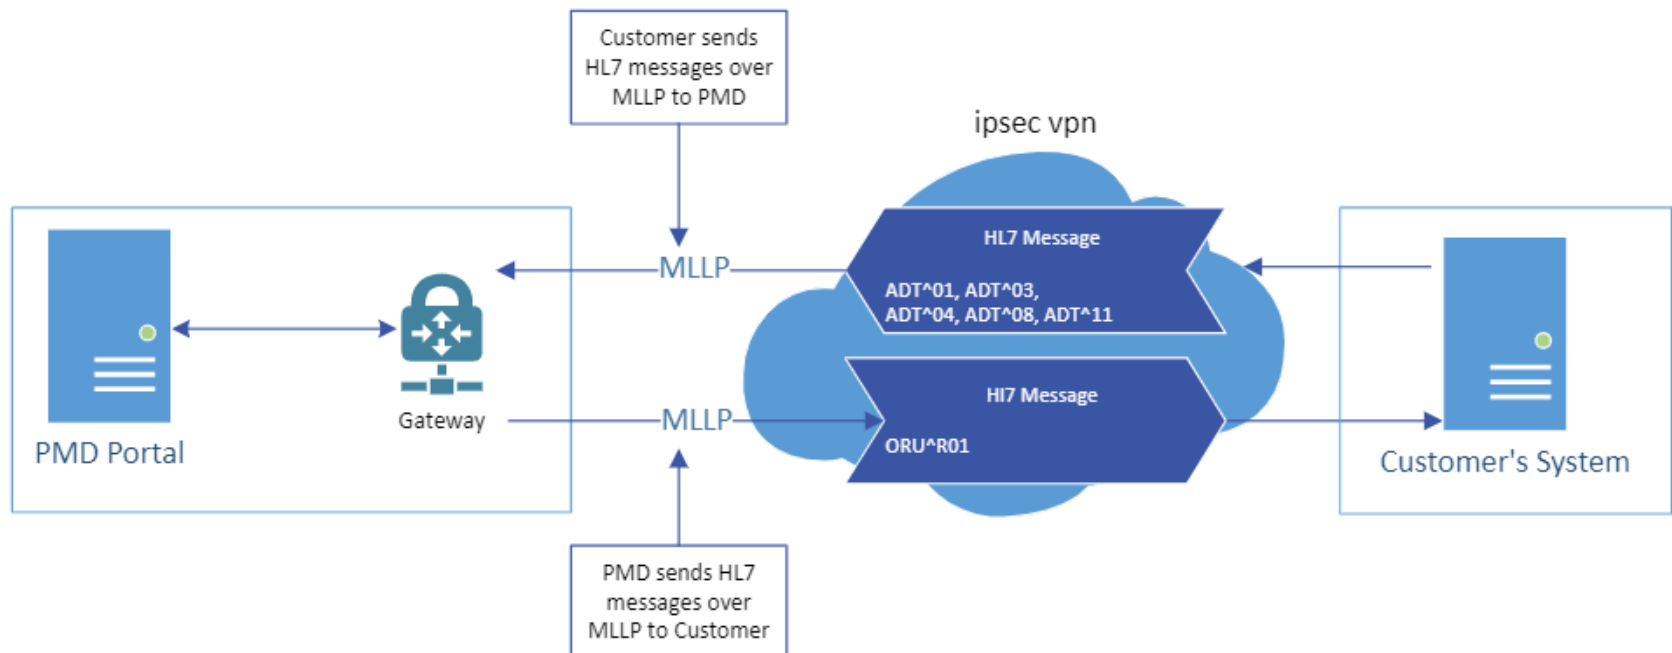 Customer sends
HL7 messages over
MLLP to PMD
ipsec vpn
HL7 Message
MLLP
ADT^01, ADT^03,
ADT^04, ADT^08, ADT^11
Gateway
MLLP
Hl7 Message
ORU^R01
PMD Portal
Customer's System
PMD sends HL7
messages over
MLLP to Customer